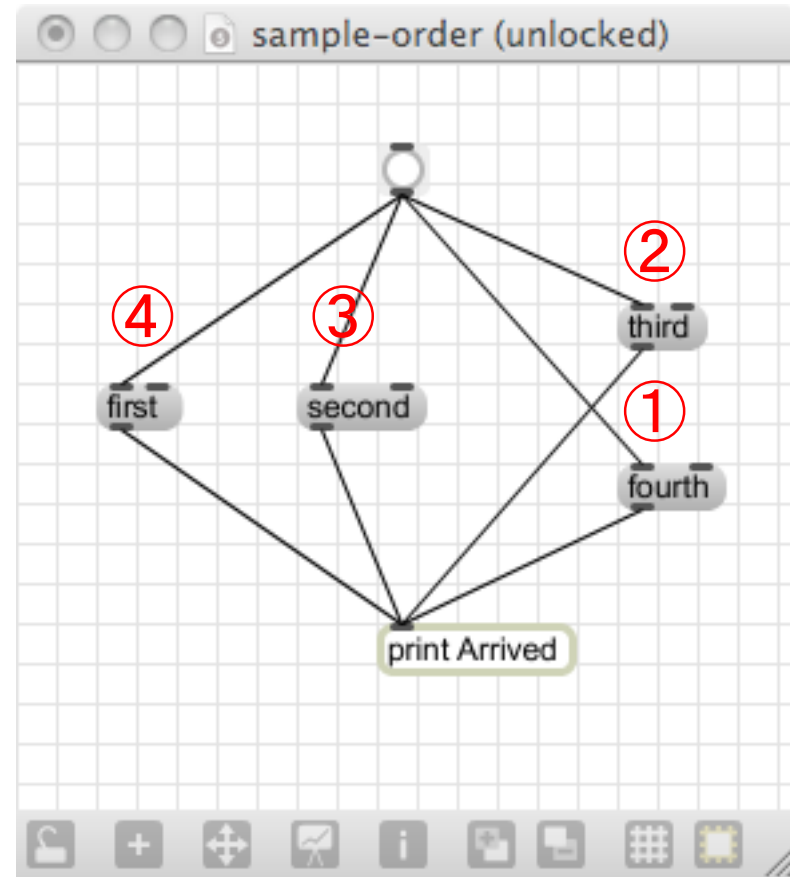 sample-order (unlocked)
②
④
③
third
first
second
①
fourth
print Arrived